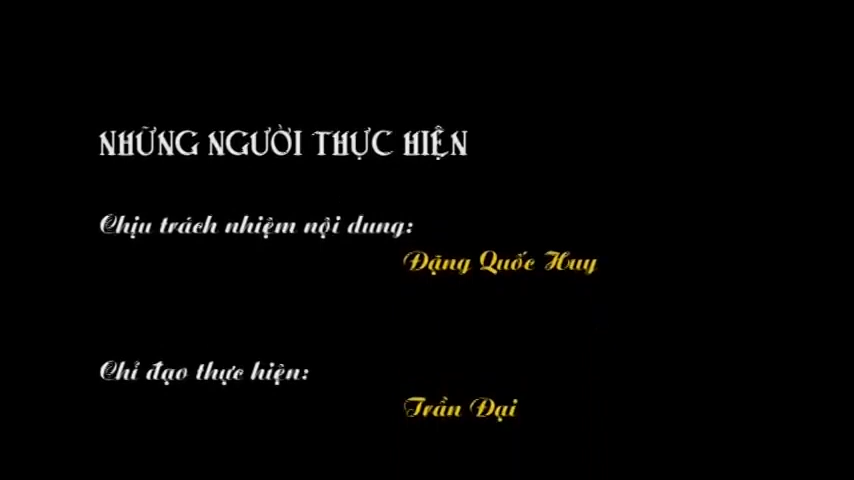 NHỮNG NGƯỜI THỰC HIỆN
Chịu trách nhiệm nội dung:
Đặng Quốc Huy
Chỉ đạo thực hiện:
Trần Đại